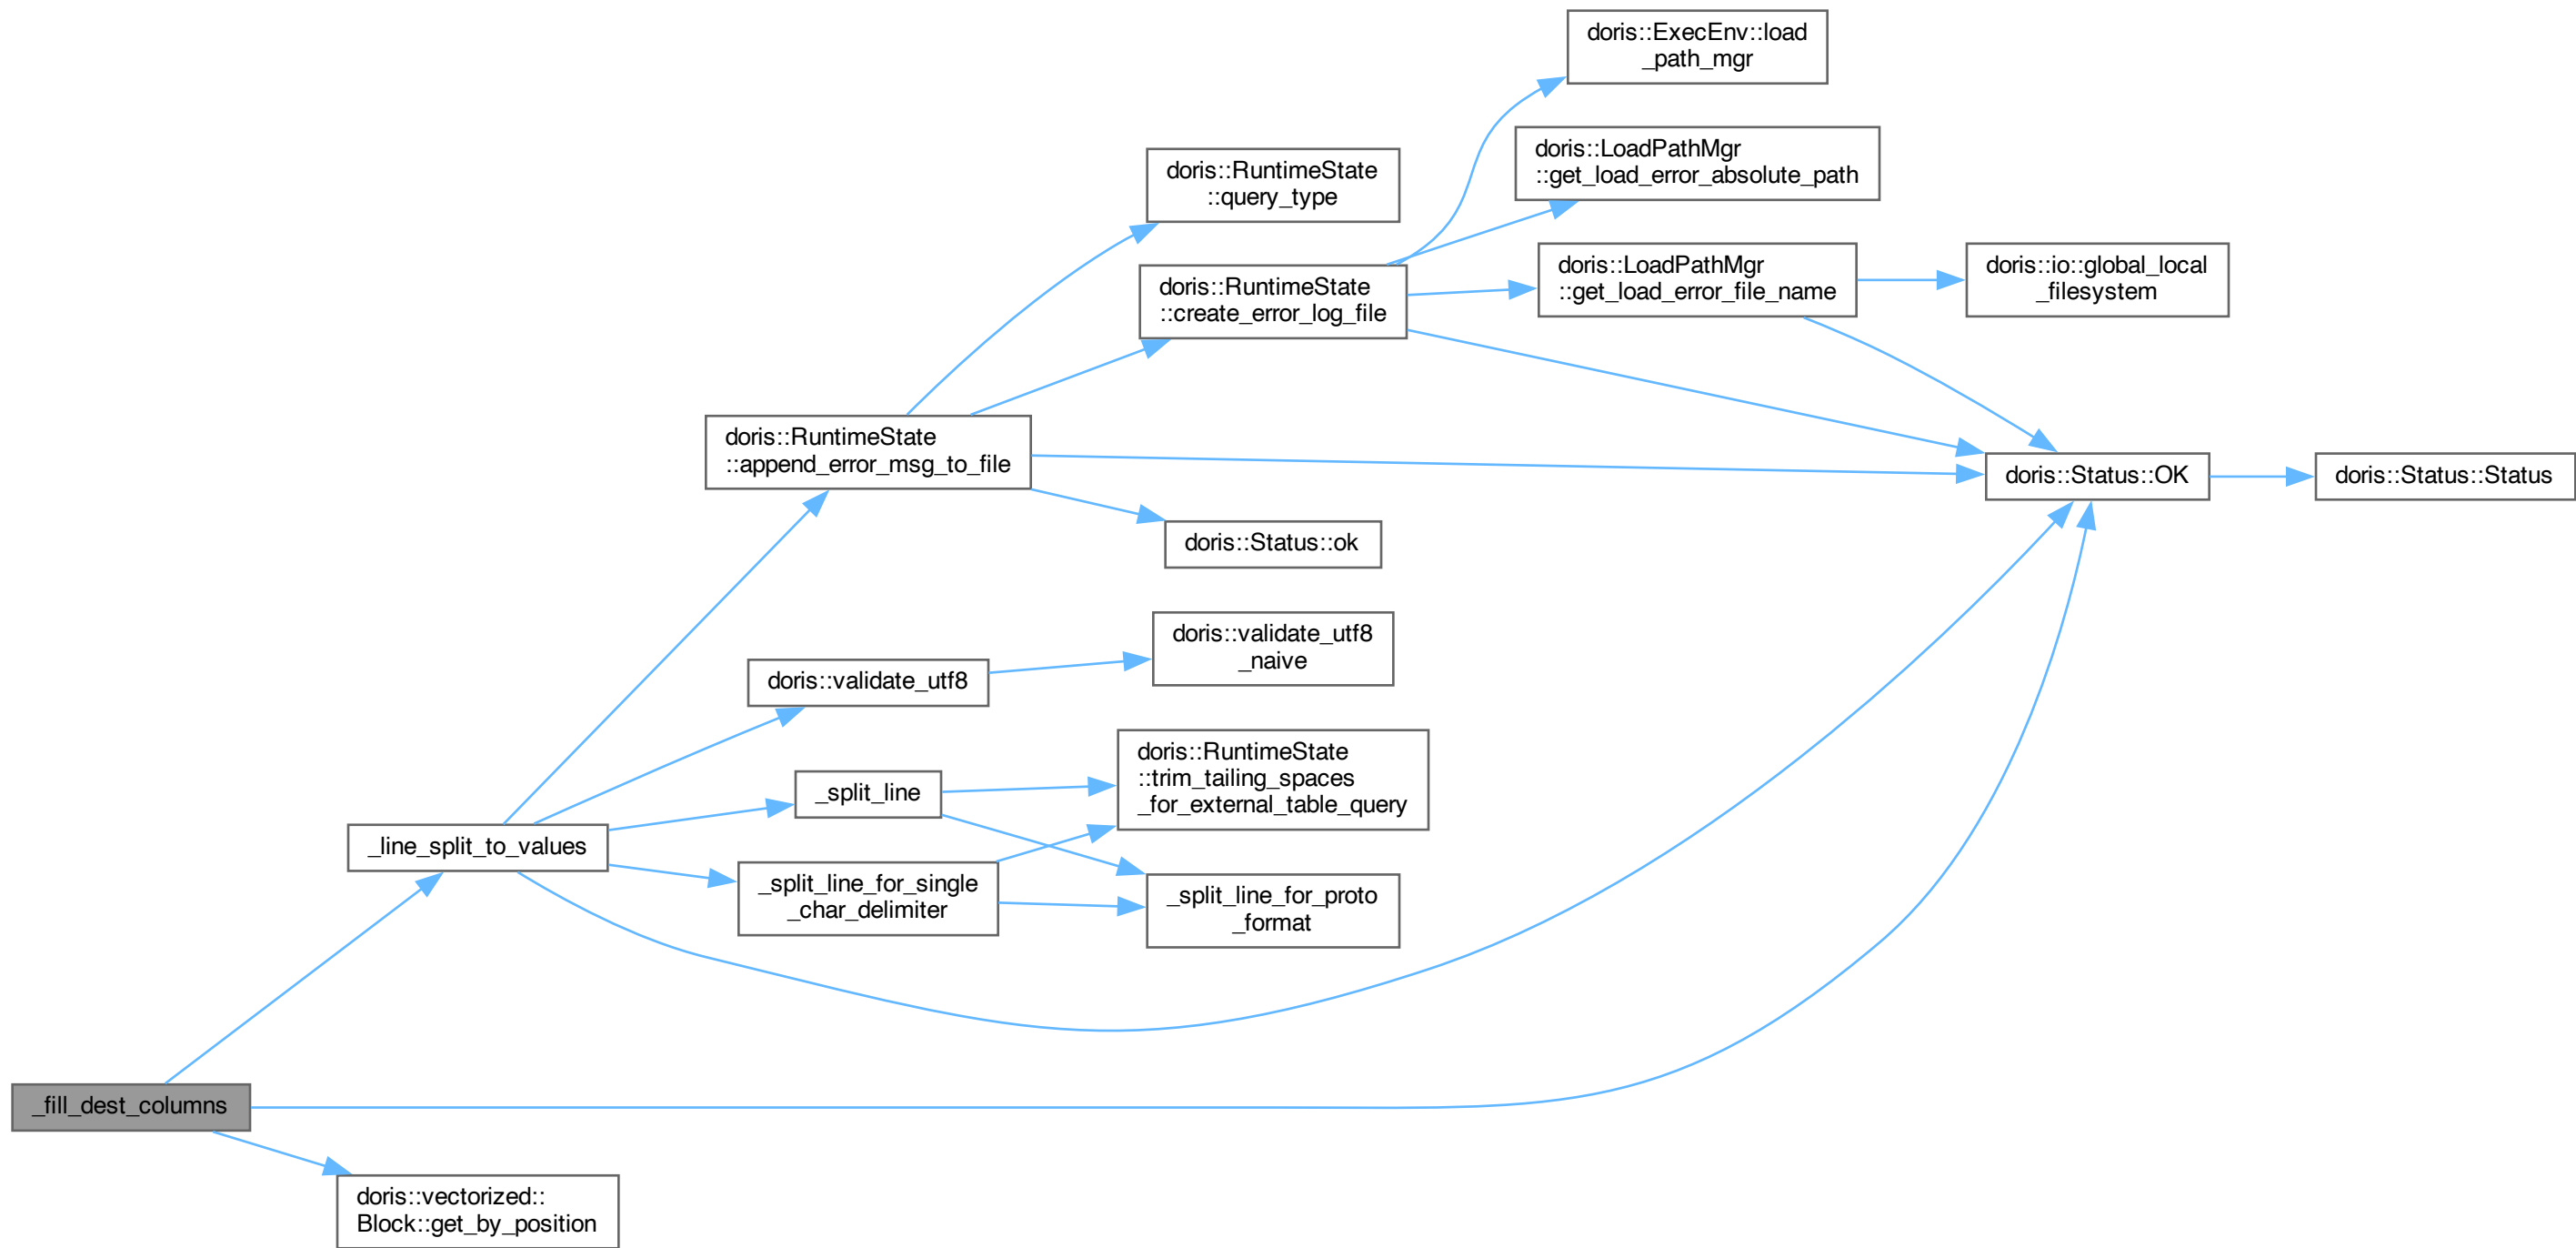 doris::ExecEnv::load
_path_mgr
doris::LoadPathMgr
::get_load_error_absolute_path
doris::RuntimeState
::query_type
doris::LoadPathMgr
::get_load_error_file_name
doris::io::global_local
_filesystem
doris::RuntimeState
::create_error_log_file
doris::RuntimeState
::append_error_msg_to_file
doris::Status::OK
doris::Status::Status
doris::Status::ok
doris::validate_utf8
_naive
doris::validate_utf8
doris::RuntimeState
::trim_tailing_spaces
_for_external_table_query
_split_line
_line_split_to_values
_split_line_for_single
_char_delimiter
_split_line_for_proto
_format
_fill_dest_columns
doris::vectorized::
Block::get_by_position